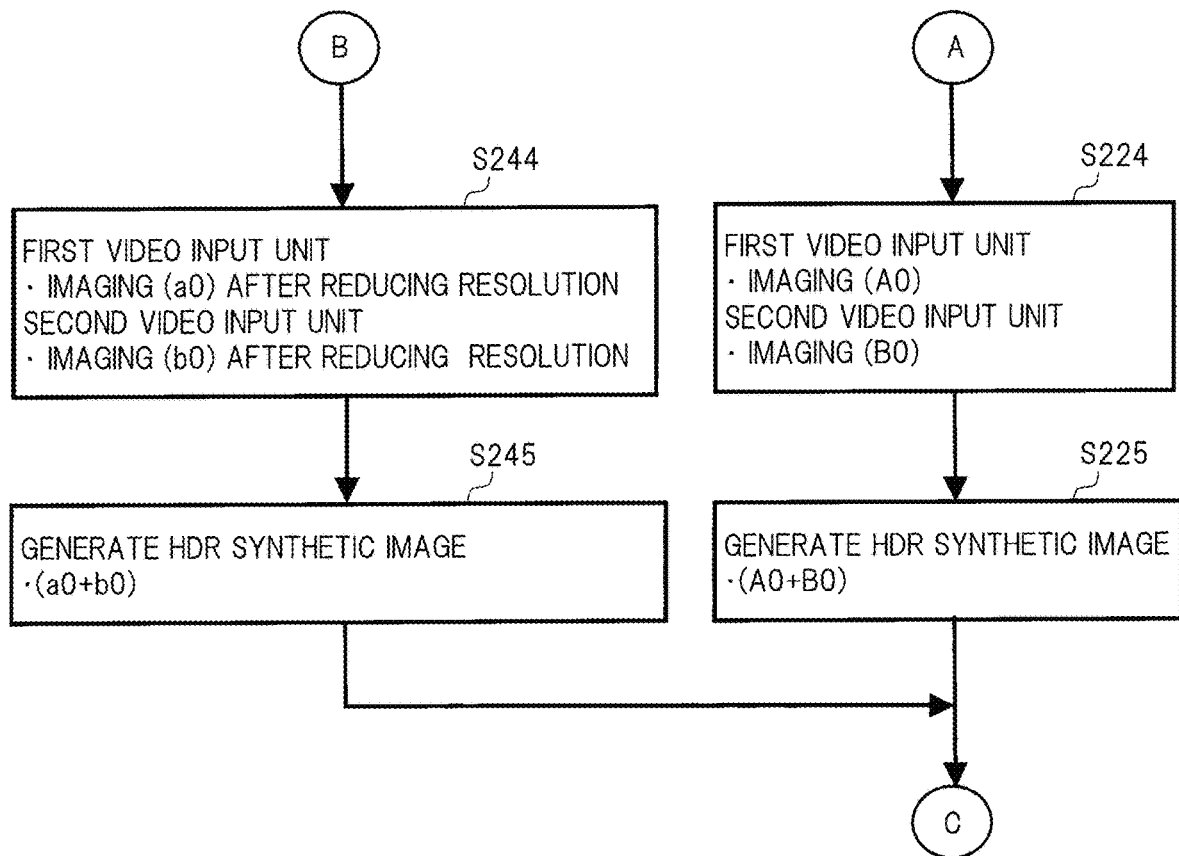 B
S244
FIRST VIDEO INPUT UNIT
· IMAGING (a0) AFTER REDUCING RESOLUTION
SECOND VIDEO INPUT UNIT
· IMAGING (b0) AFTER REDUCING RESOLUTION
S245
GENERATE HDR SYNTHETIC IMAGE
·(a0+b0)
A
S224
FIRST VIDEO INPUT UNIT
· IMAGING (A0)
SECOND VIDEO INPUT UNIT
· IMAGING (B0)
S225
GENERATE HDR SYNTHETIC IMAGE
·(A0+B0)
C